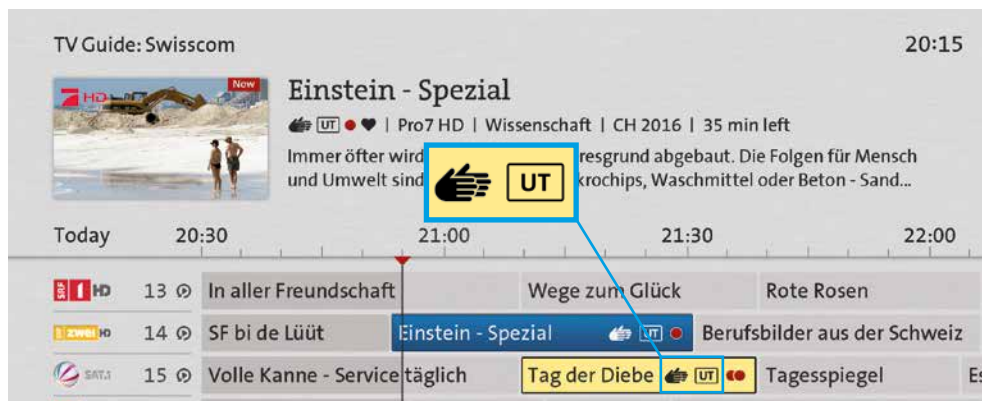 TV Guide: Swisscom 20:15
HD New
Einstein - Spezial
UT | Pro7 HD | Wissenschaft | CH 2016 | 35 min left
Immer öfter wird resgrund abgebaut. Die Folgen für Mensch
und Umwelt sind krochips, Waschmittel oder Beton - Sand...
UT
Today 20:30 21:00 21:30 22:00
SRF 1 HD 13 In aller Freundschaft Wege zum Glück Rote Rosen
zwei HD 14 SF bi de Lüüt Einstein - Spezial UT Berufsbilder aus der Schweiz
SAT.1 15 Volle Kanne - Service täglich Tag der Diebe UT Tagesspiegel Es